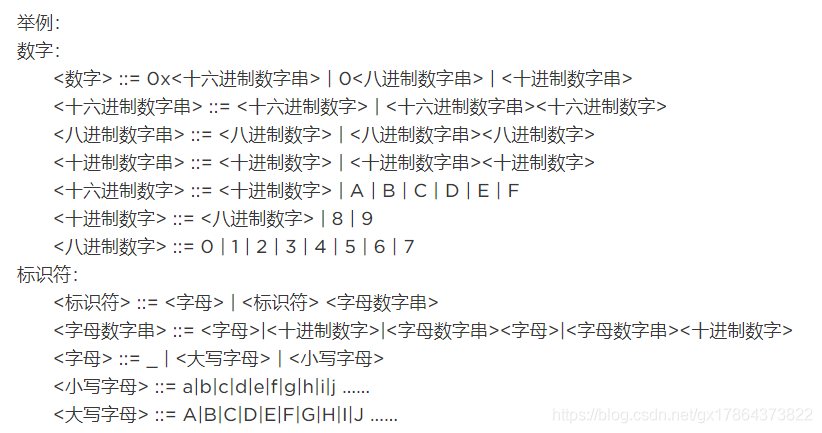 举例：
数字：
<数字> ::= 0x<十六进制数字串> | 0<八进制数字串> | <十进制数字串>
<十六进制数字串> ::= <十六进制数字> | <十六进制数字串><十六进制数字>
<八进制数字串> ::= <八进制数字> | <八进制数字串><八进制数字>
<十进制数字串> ::= <十进制数字> | <十进制数字串><十进制数字>
<十六进制数字> ::= <十进制数字> | A | B | C | D | E | F
<十进制数字> ::= <八进制数字> | 8 | 9
<八进制数字> ::= 0 | 1 | 2 | 3 | 4 | 5 | 6 | 7
标识符：
<标识符> ::= <字母> | <标识符> <字母数字串>
<字母数字串> ::= <字母>|<十进制数字>|<字母数字串><字母>|<字母数字串><十进制数字>
<字母> ::= _ | <大写字母> | <小写字母>
<小写字母> ::= a|b|c|d|e|f|g|h|i|j ......
<大写字母> ::= A|B|C|D|E|F|G|H|I|J ......
https://blog.csdn.net/gx17864373822